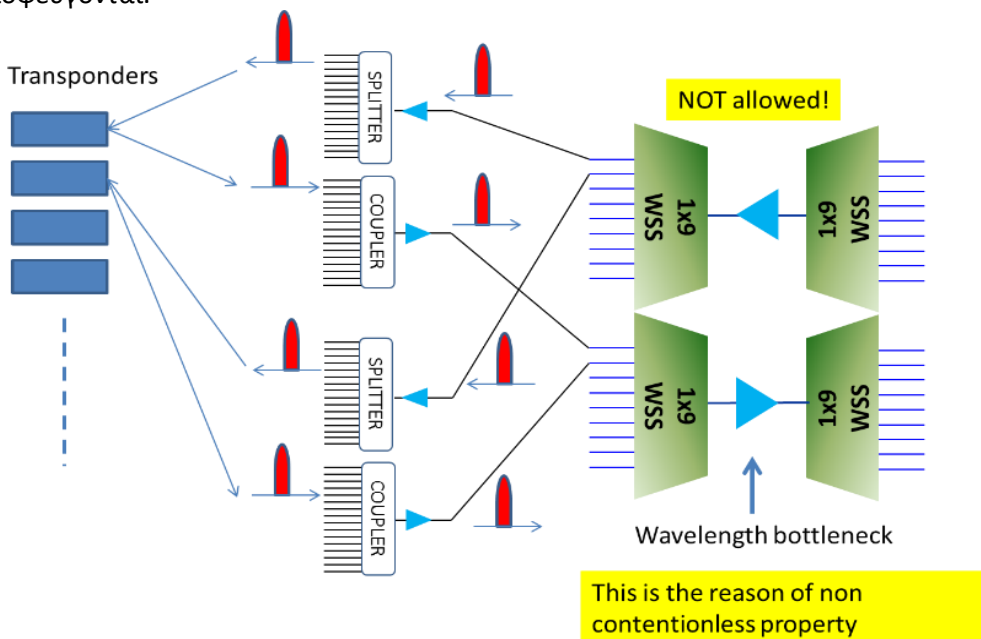 οφεύγονται.
Transponders
SPLITTER
COUPLER
SPLITTER
COUPLER
NOT allowed!
1x9
WSS
1x9
WSS
1x9
WSS
1x9
WSS
Wavelength bottleneck
This is the reason of non
contentionless property